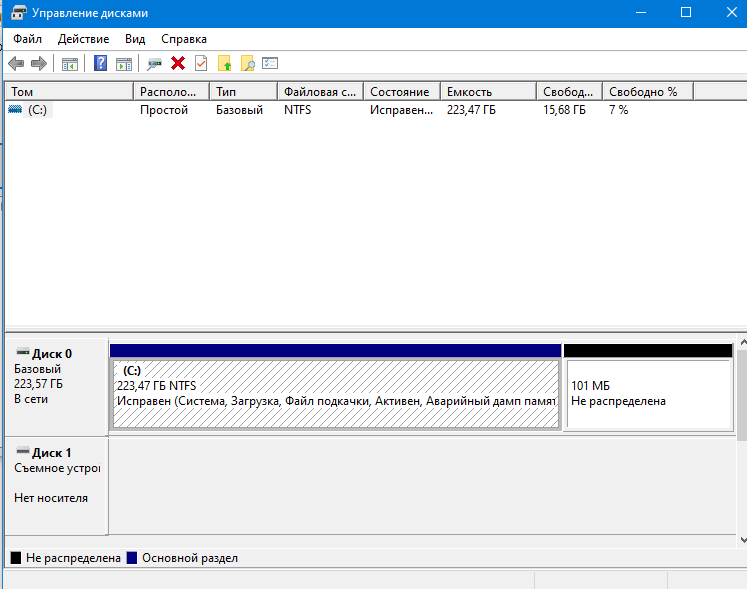 Управление дисками
Файл Действие Вид Справка
Том Располо... Тип Файловая с... Состояние Емкость Свобод... Свободно %
(C:) Простой Базовый NTFS Исправен... 223,47 ГБ 15,68 ГБ 7 %
Диск 0
Базовый
223,57 ГБ
В сети
(C:)
223,47 ГБ NTFS
Исправен (Система, Загрузка, Файл подкачки, Активен, Аварийный дамп памят
101 МБ
Не распределена
Диск 1
Съемное устрої
Нет носителя
Не распределена Основной раздел